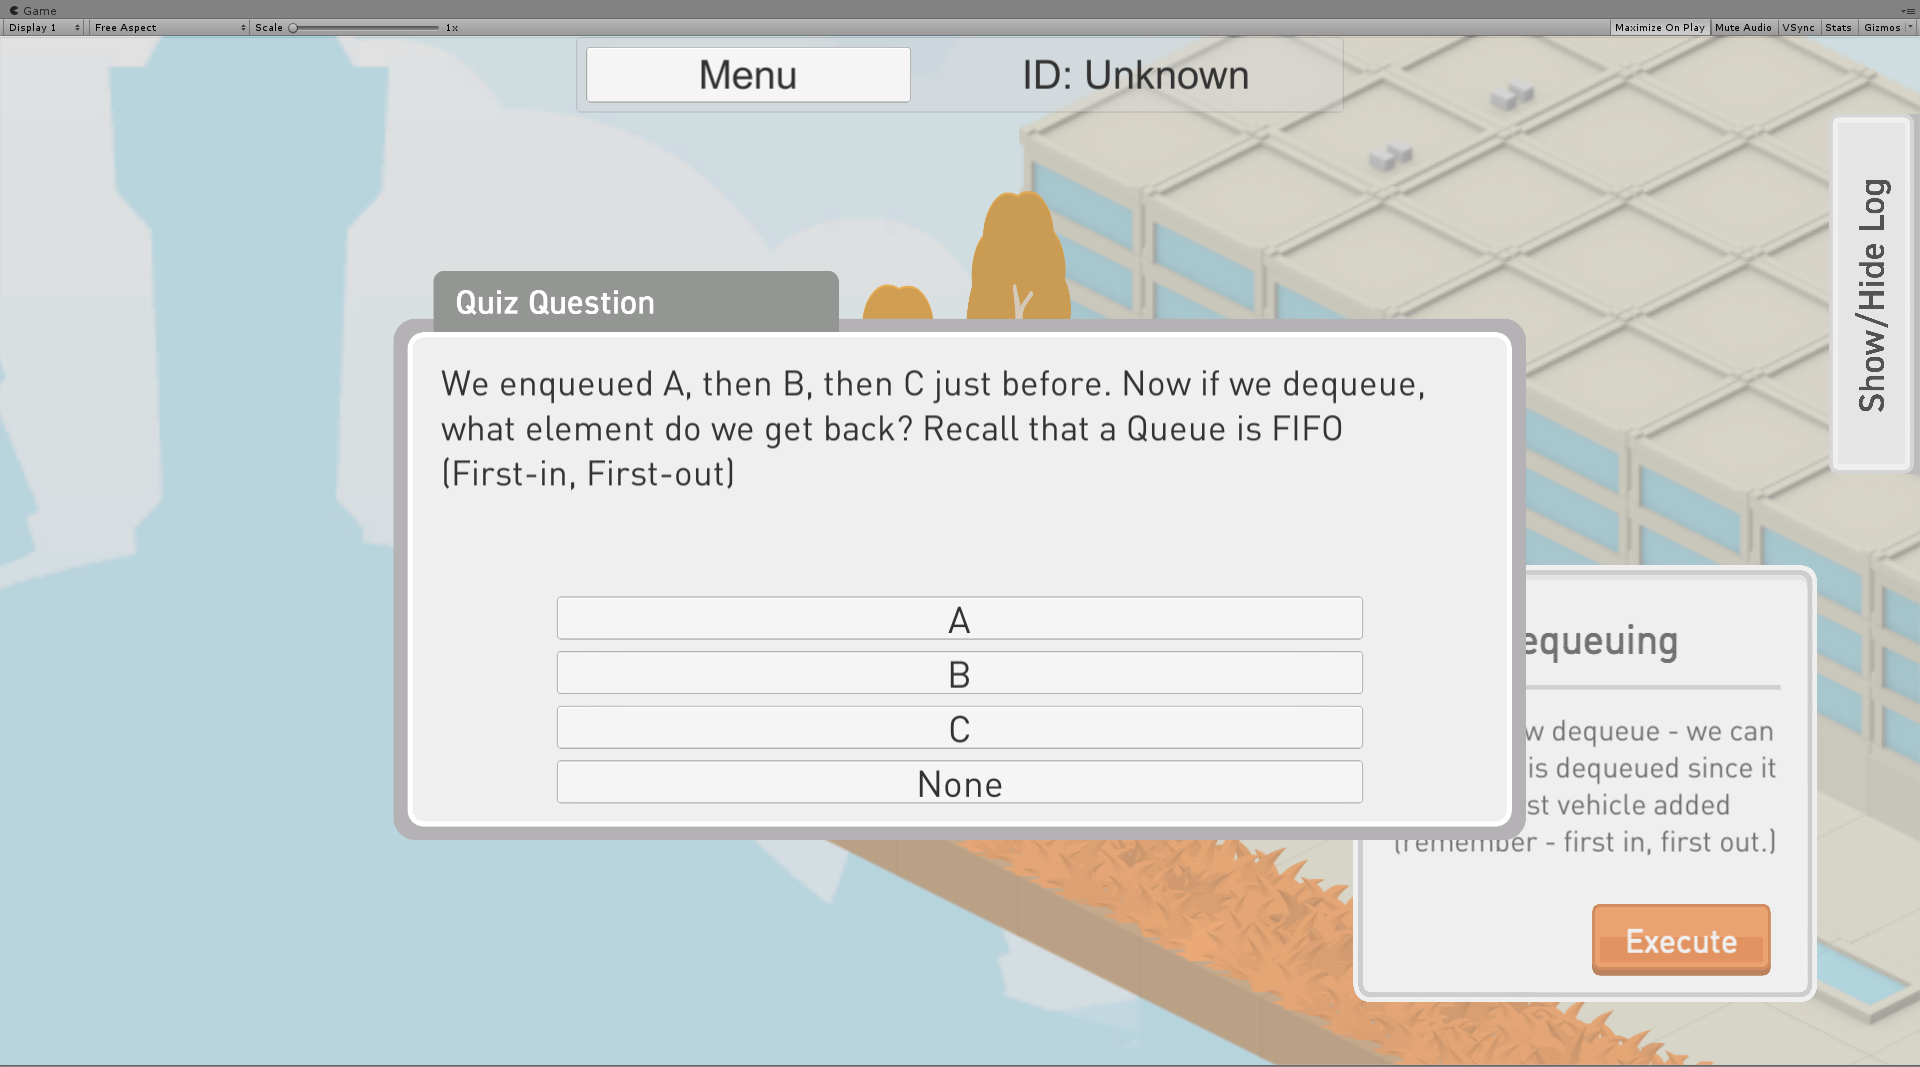 Game
Display 1
Free Aspect
Scale
1x
Maximize On Play
Mute Audio
VSync
Stats
Gizmos
Menu
ID: Unknown
Show/Hide Log
Quiz Question
We enqueued A, then B, then C just before. Now if we dequeue,
what element do we get back? Recall that a Queue is FIFO
(First-in, First-out)
A
B
C
None
equeuing
w dequeue - we can
is dequeued since it
st vehicle added
(remember - first in, first out.)
Execute